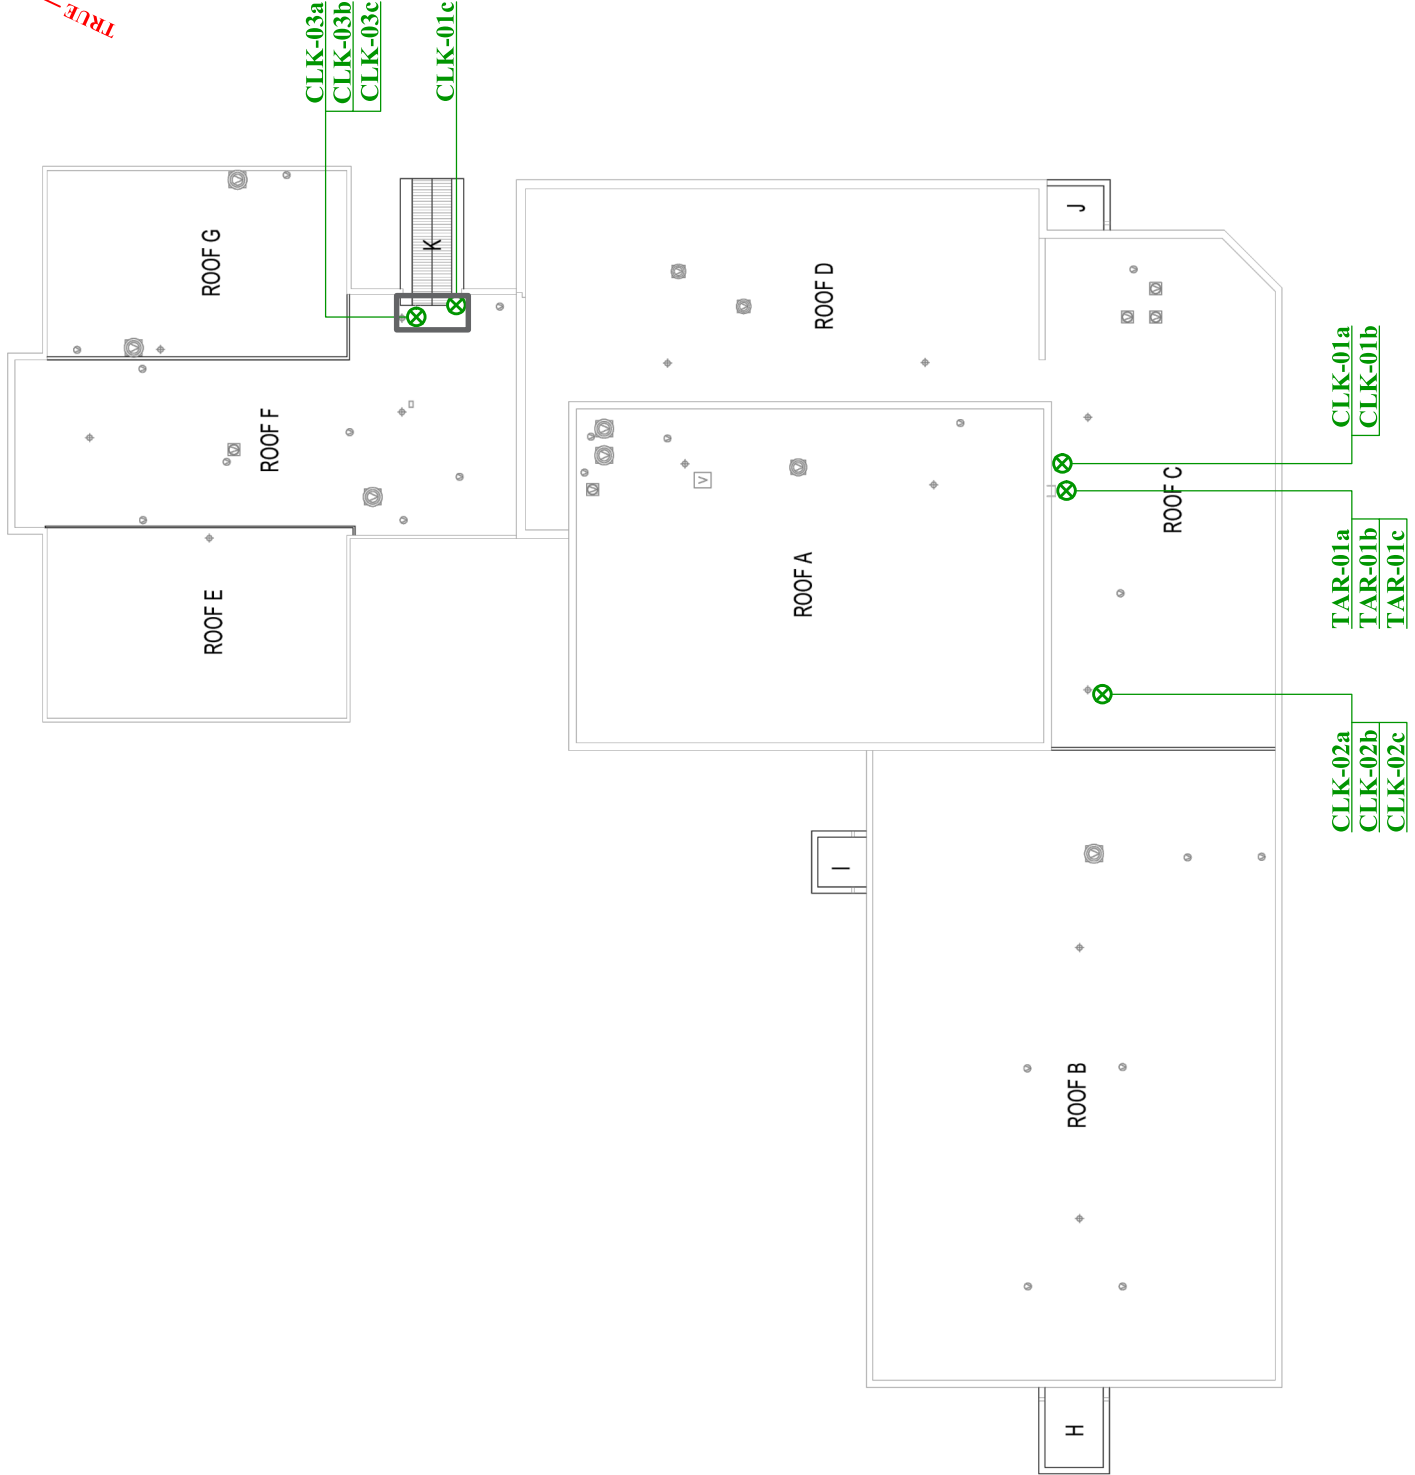 TRUE
CLK-03a
CLK-03b
CLK-03c
CLK-01c
ROOF G
K
J
ROOF D
ROOF F
CLK-01a
CLK-01b
ROOF C
V
ROOF A
ROOF E
TAR-01a
TAR-01b
TAR-01c
CLK-02a
CLK-02b
CLK-02c
I
ROOF B
H